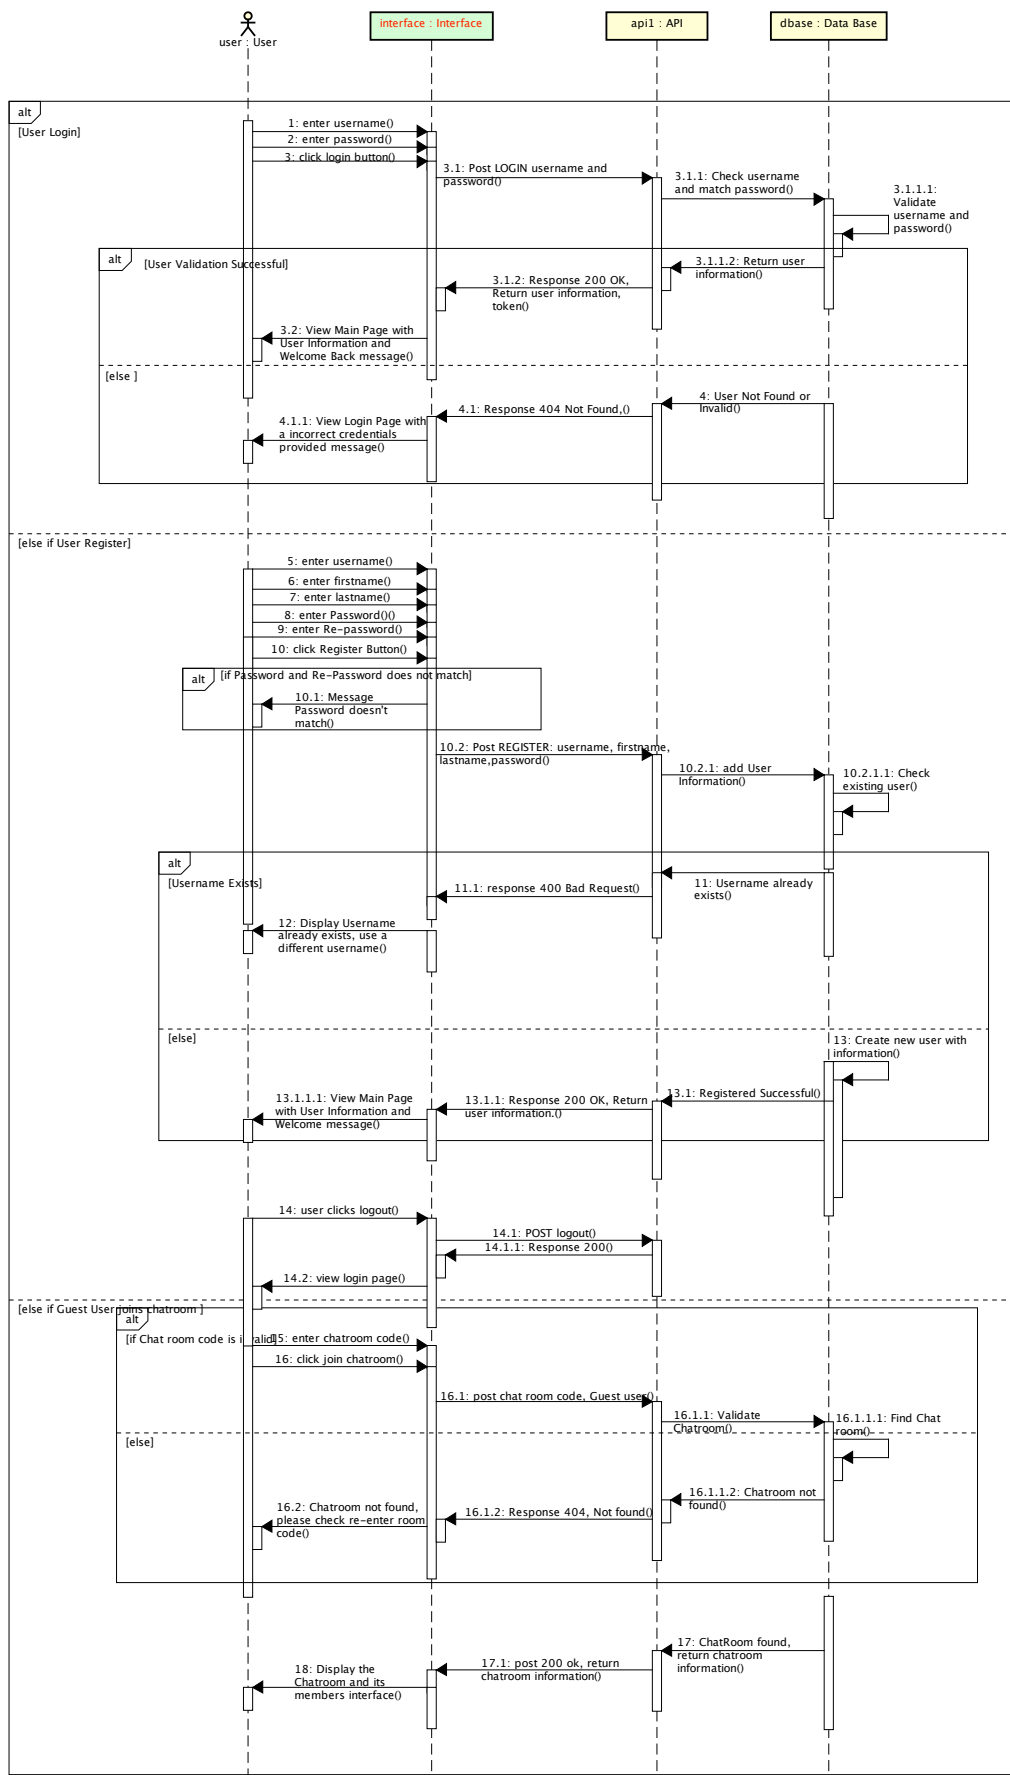 user : User
interface : Interface
api1 : API
dbase : Data Base
alt
[User Login]
1: enter username()
2: enter password()
3: click login button()
3.1: Post LOGIN username and
password()
3.1.1: Check username
and match password()
3.1.1.1:
Validate
username and
password()
alt
[User Validation Successful]
3.1.1.2: Return user
information()
3.1.2: Response 200 OK,
Return user information,
token()
3.2: View Main Page with
User Information and
Welcome Back message()
[else ]
4: User Not Found or
Invalid()
4.1: Response 404 Not Found,()
4.1.1: View Login Page with
a incorrect credentials
provided message()
[else if User Register]
5: enter username()
6: enter firstname()
7: enter lastname()
8: enter Password()()
9: enter Re-password()
10: click Register Button()
alt
[if Password and Re-Password does not match]
10.1: Message
Password doesn't
match()
10.2: Post REGISTER: username, firstname,
lastname,password()
10.2.1: add User
Information()
10.2.1.1: Check
existing user()
alt
[Username Exists]
11: Username already
exists()
11.1: response 400 Bad Request()
12: Display Username
already exists, use a
different username()
[else]
13: Create new user with
information()
13.1: Registered Successful()
13.1.1: Response 200 OK, Return
user information.()
13.1.1.1: View Main Page
with User Information and
Welcome message()
14: user clicks logout()
14.1: POST logout()
14.1.1: Response 200()
14.2: view login page()
[else if Guest User joins chatroom ]
alt
[if Chat room code is invalid]
15: enter chatroom code()
16: click join chatroom()
16.1: post chat room code, Guest user()
16.1.1: Validate
Chatroom()
16.1.1.1: Find Chat
room()
[else]
16.1.1.2: Chatroom not
found()
16.1.2: Response 404, Not found()
16.2: Chatroom not found,
please check re-enter room
code()
17: ChatRoom found,
return chatroom
information()
17.1: post 200 ok, return
chatroom information()
18: Display the
Chatroom and its
members interface()